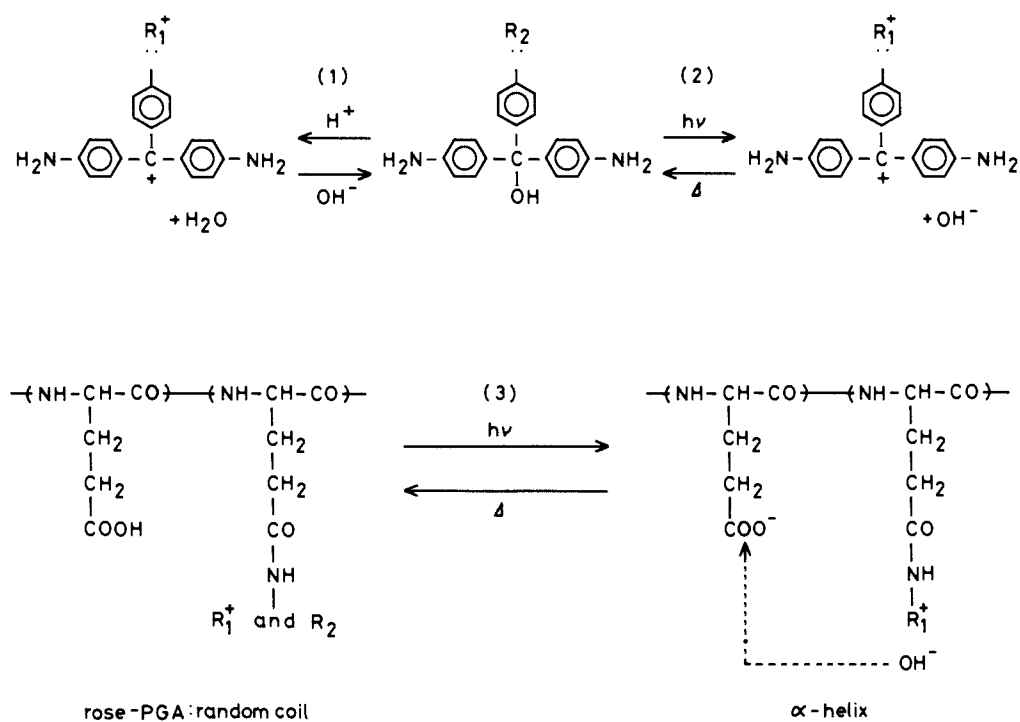 R₁⁺ R₂ R₁⁺
(1) (2)
H⁺ hν
H₂N C NH₂ H₂N C NH₂ H₂N C NH₂
+ OH⁻ OH Δ +
+H₂O +OH⁻
(NH-CH-CO) (NH-CH-CO) (3) (NH-CH-CO) (NH-CH-CO)
hν
CH₂ CH₂ CH₂ CH₂
CH₂ CH₂ Δ CH₂ CH₂
COOH CO COO⁻ CO
NH NH
R₁⁺ and R₂ R₁⁺
OH⁻
rose-PGA:random coil α-helix